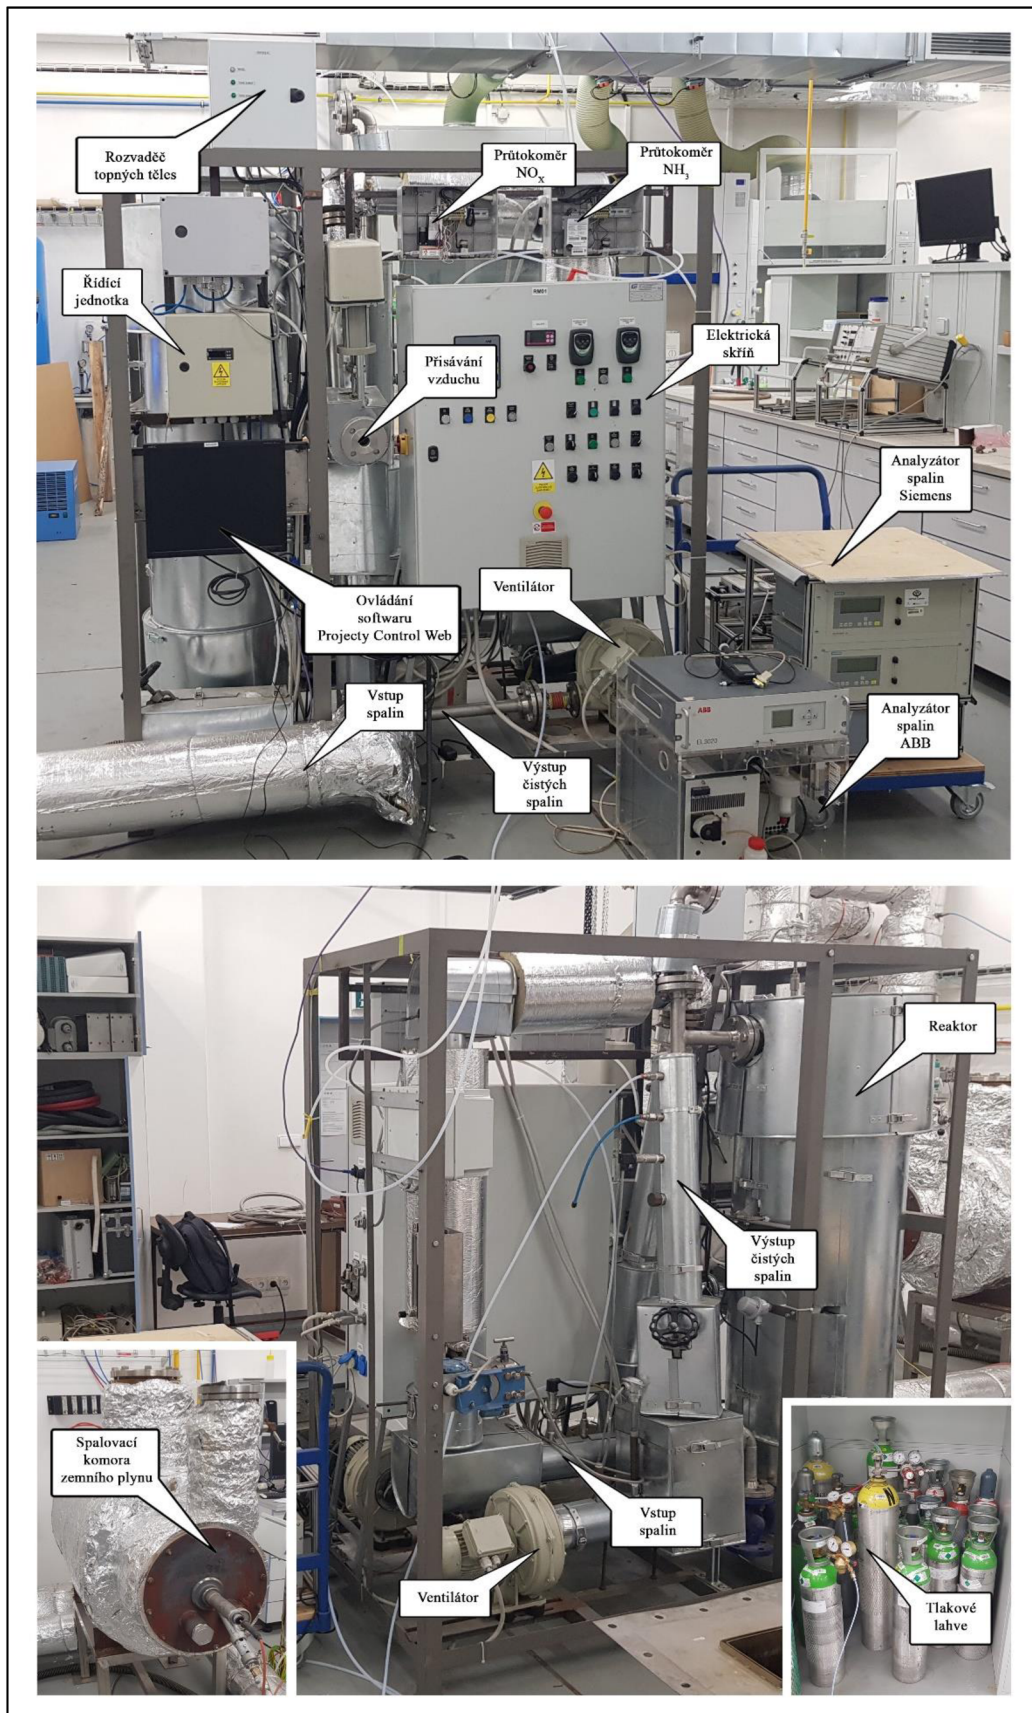 Rozvaděč
topných těles
Průtokoměr
NOX
Průtokoměr
NH3
Řídící
jednotka
RM01
Přisávání
vzduchu
Elektrická
skříň
Analyzátor
spalin
Siemens
Ovládání
softwaru
Projecty Control Web
Ventilátor
Vstup
spalin
Výstup
čistých
spalin
ABB
EL3020
Analyzátor
spalin
ABB
Reaktor
Výstup
čistých
spalin
Spalovací
komora
zemního plynu
Vstup
spalin
Ventilátor
N
Tlakové
lahve